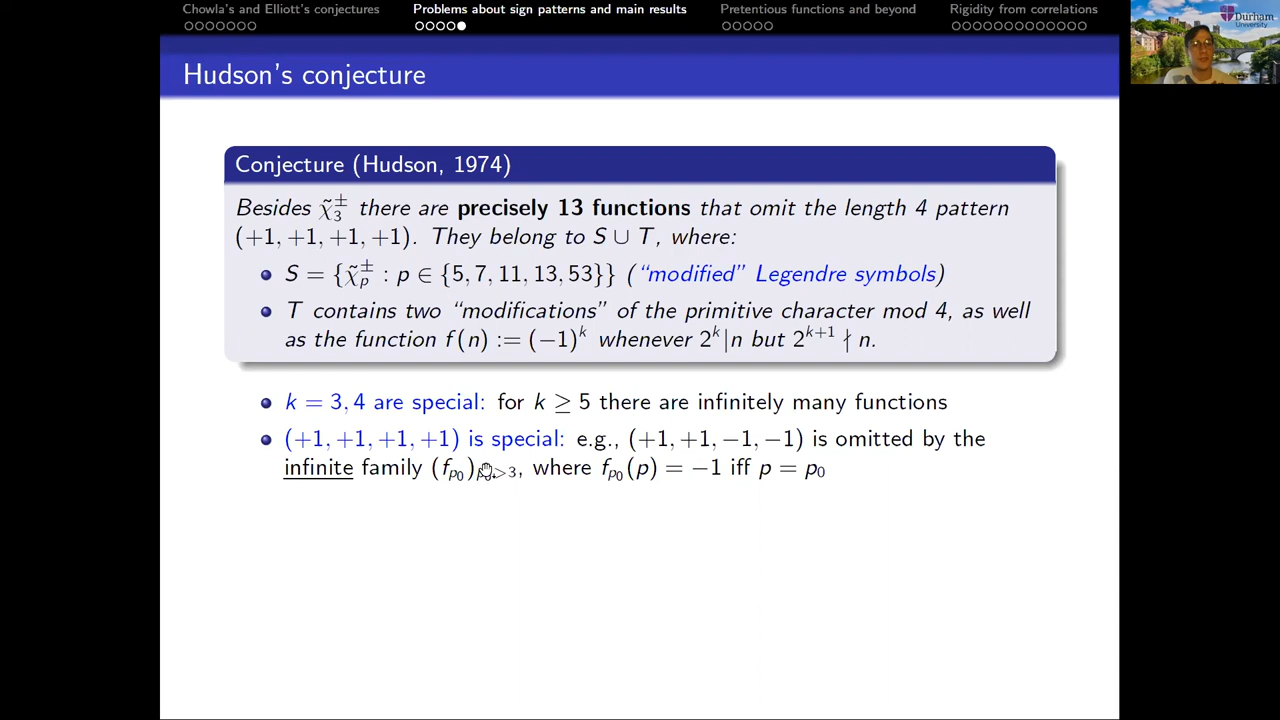 Chowla's and Elliott's conjectures
Problems about sign patterns and main results
Pretentious functions and beyond
Rigidity from correlations
Durham
University
Hudson's conjecture
Conjecture (Hudson, 1974)
Besides χ̃₃^± there are precisely 13 functions that omit the length 4 pattern
(+1, +1, +1, +1). They belong to S ∪ T, where:
S = {χ̃ₚ^± : p ∈ {5, 7, 11, 13, 53}} ("modified" Legendre symbols)
T contains two "modifications" of the primitive character mod 4, as well
as the function f(n) := (−1)^k whenever 2^k|n but 2^{k+1} ∤ n.
k = 3, 4 are special: for k ≥ 5 there are infinitely many functions
(+1, +1, +1, +1) is special: e.g., (+1, +1, −1, −1) is omitted by the
infinite family (f_{p₀})_{p₀>3}, where f_{p₀}(p) = −1 iff p = p₀